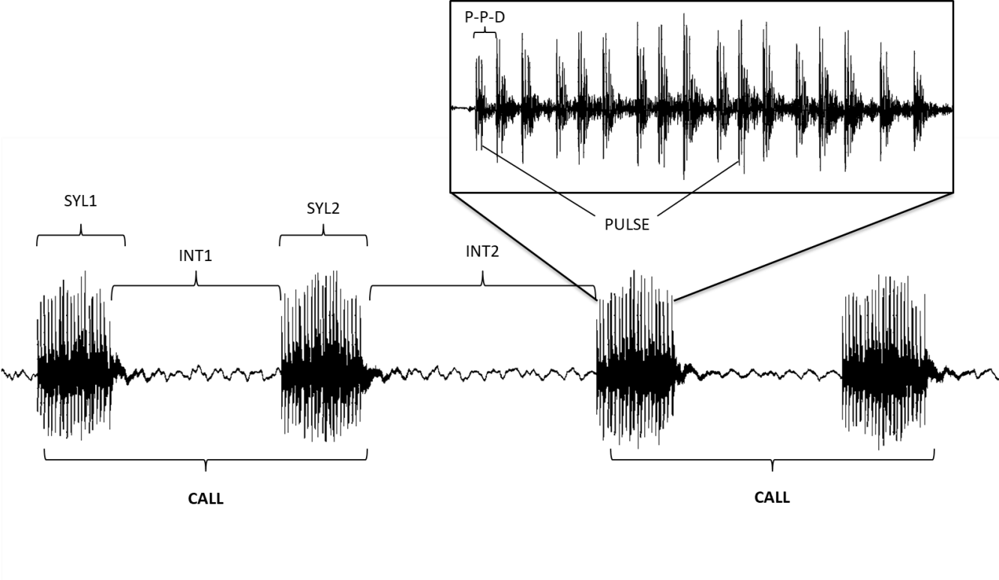 P-P-D
SYL1
SYL2
PULSE
INT1
INT2
CALL
CALL